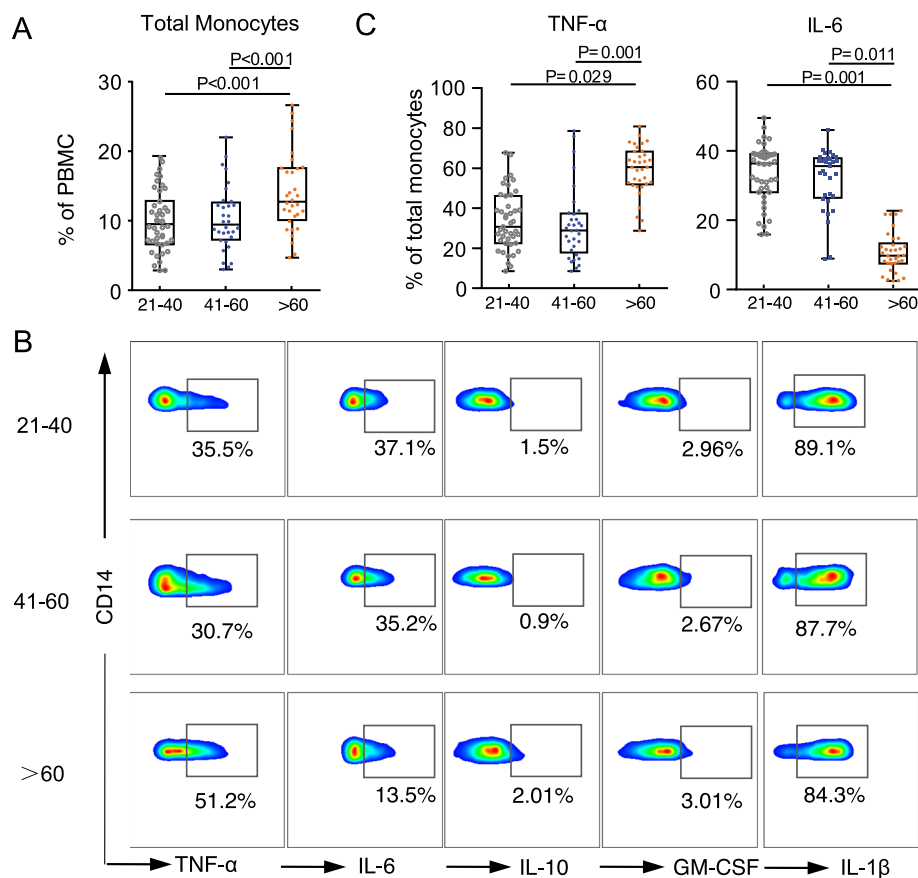 A
Total Monocytes
P<0.001
P<0.001
% of PBMC
30
20
10
0
21-40
41-60
>60
C
TNF-α
P=0.001
P=0.029
% of total monocytes
100
80
60
40
20
0
21-40
41-60
>60
IL-6
P=0.011
P=0.001
60
40
20
0
21-40
41-60
>60
B
CD14
21-40
35.5%
37.1%
1.5%
2.96%
89.1%
41-60
30.7%
35.2%
0.9%
2.67%
87.7%
>60
51.2%
13.5%
2.01%
3.01%
84.3%
TNF-α
IL-6
IL-10
GM-CSF
IL-1β